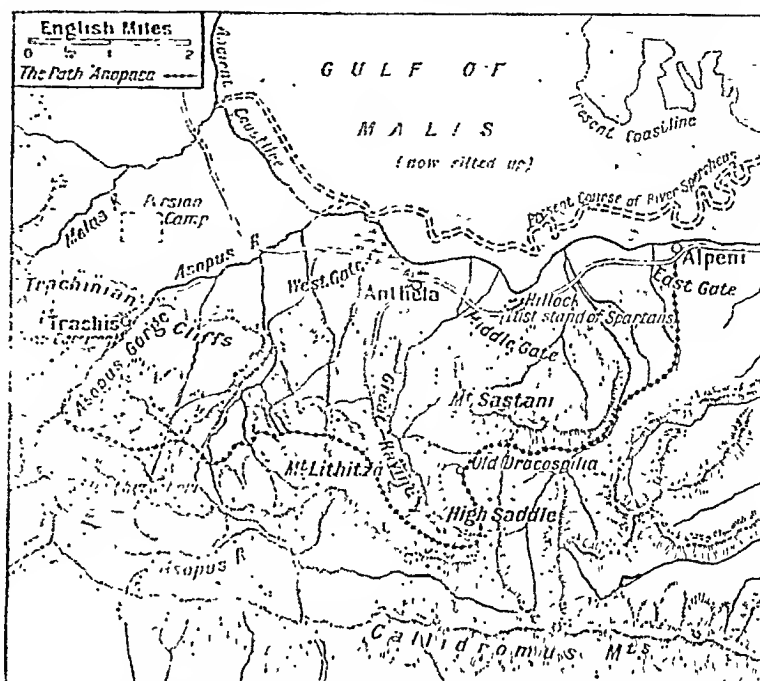 English Miles
0 1 2
The Path Anopaea
Ancient Coastline
GULF OF
MALIS
(now silted up)
Present Coastline
Present Course of River Spercheus
Melas R
Persian
Camp
Asopus R
West Gate
Anthela
Alpeni
East Gate
Hillock
last stand of Spartans
Middle Gate
Trachinian
Trachis
Cliffs
Asopus Gorge
Great Ravine
Mt Sastani
Mt Lithitza
Old Dracospilia
High Saddle
Asopus R
Callidromus Mts